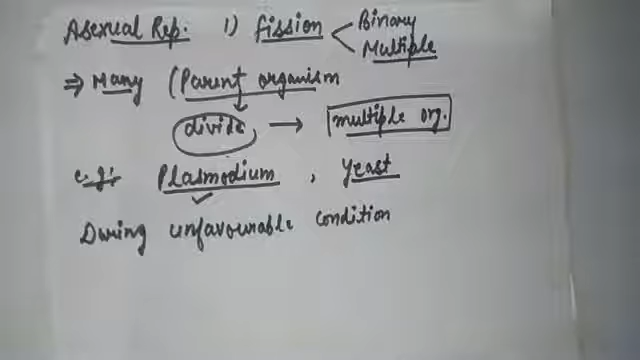 Asexual Rep. 1) fission < Binary
Multiple
⇒ Many (Parent organism
divide → multiple org.
e.g: Plasmodium, Yeast
During unfavourable condition